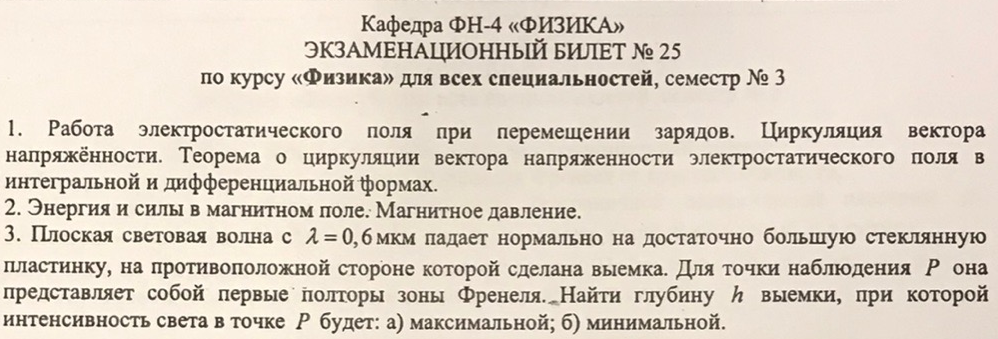 Кафедра ФН-4 «ФИЗИКА»
ЭКЗАМЕНАЦИОННЫЙ БИЛЕТ № 25
по курсу «Физика» для всех специальностей, семестр № 3
1. Работа электростатического поля при перемещении зарядов. Циркуляция вектора
напряжённости. Теорема о циркуляции вектора напряженности электростатического поля в
интегральной и дифференциальной формах.
2. Энергия и силы в магнитном поле. Магнитное давление.
3. Плоская световая волна с λ = 0,6 мкм падает нормально на достаточно большую стеклянную
пластинку, на противоположной стороне которой сделана выемка. Для точки наблюдения P она
представляет собой первые полторы зоны Френеля. Найти глубину h выемки, при которой
интенсивность света в точке P будет: а) максимальной; б) минимальной.